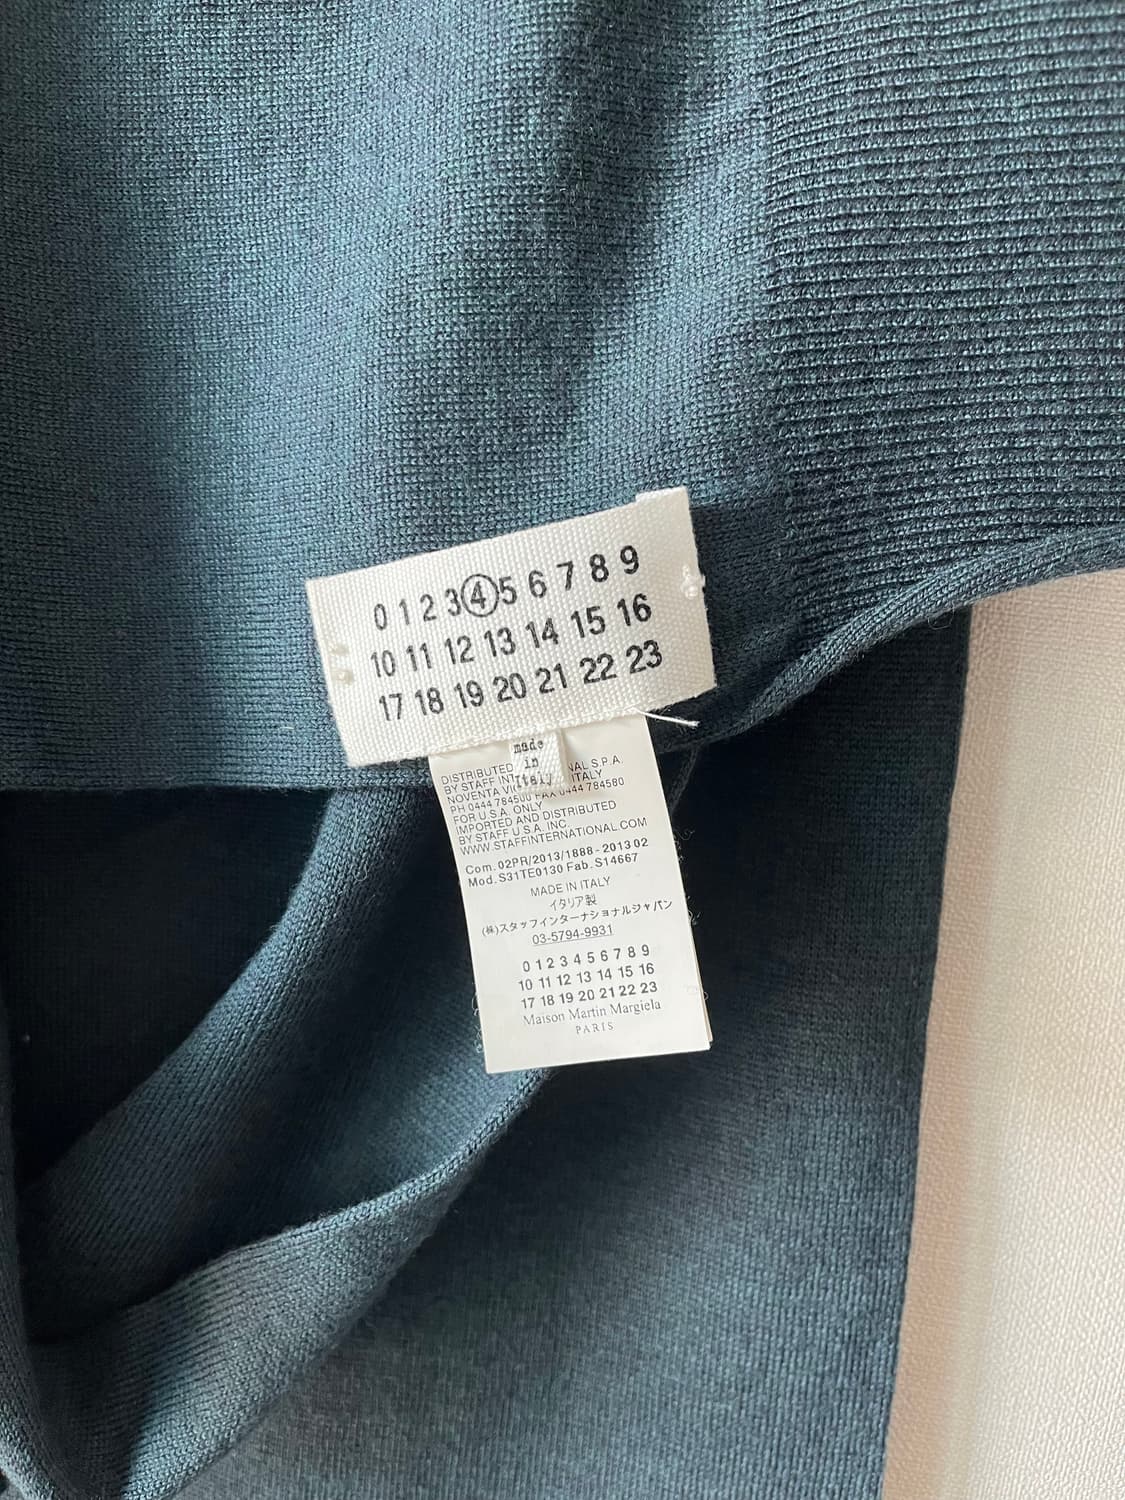 0 1 2 3 4 5 6 7 8 9
10 11 12 13 14 15 16
17 18 19 20 21 22 23
made
in
Italy
DISTRIBUTED
BY STAFF S.P.A.
NOVENTA ITALY
PH 0444 784500 FAX 0444 784580
FOR U.S.A. ONLY
IMPORTED AND DISTRIBUTED
BY STAFF U.S.A. INC.
WWW.STAFFINTERNATIONAL.COM
Com. 02PR/2013/1888 - 2013 02
Mod. S31TE0130 Fab. S14667
MADE IN ITALY
イタリア製
(株)スタッフインターナショナルジャパン
03-5794-9931
0 1 2 3 4 5 6 7 8 9
10 11 12 13 14 15 16
17 18 19 20 21 22 23
Maison Martin Margiela
PARIS